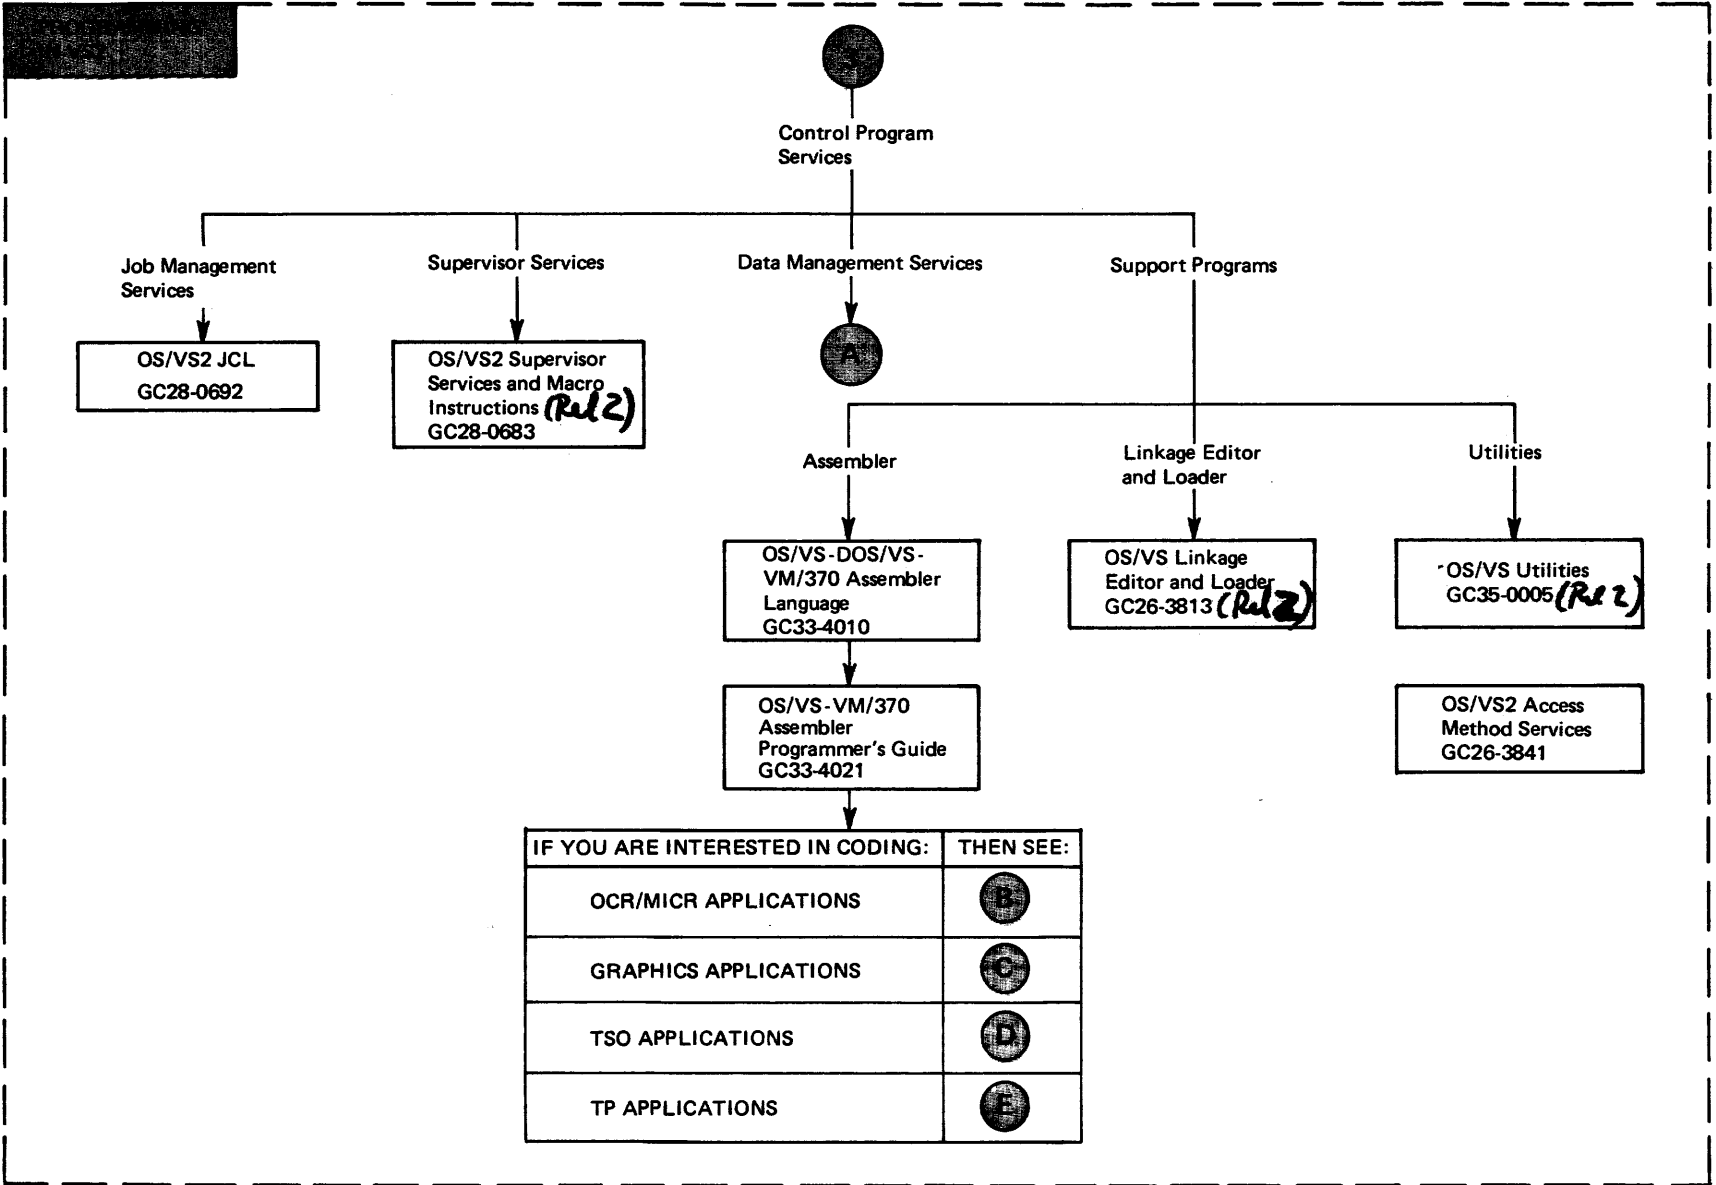 Control Program
Services
Job Management
Services
Supervisor Services
Data Management Services
Support Programs
OS/VS2 JCL
GC28-0692
OS/VS2 Supervisor
Services and Macro
Instructions (Rel 2)
GC28-0683
A
Assembler
Linkage Editor
and Loader
Utilities
OS/VS-DOS/VS-
VM/370 Assembler
Language
GC33-4010
OS/VS Linkage
Editor and Loader
GC26-3813 (Rel 2)
OS/VS Utilities
GC35-0005 (Rel 2)
OS/VS-VM/370
Assembler
Programmer's Guide
GC33-4021
OS/VS2 Access
Method Services
GC26-3841
IF YOU ARE INTERESTED IN CODING: THEN SEE:
OCR/MICR APPLICATIONS B
GRAPHICS APPLICATIONS C
TSO APPLICATIONS D
TP APPLICATIONS E